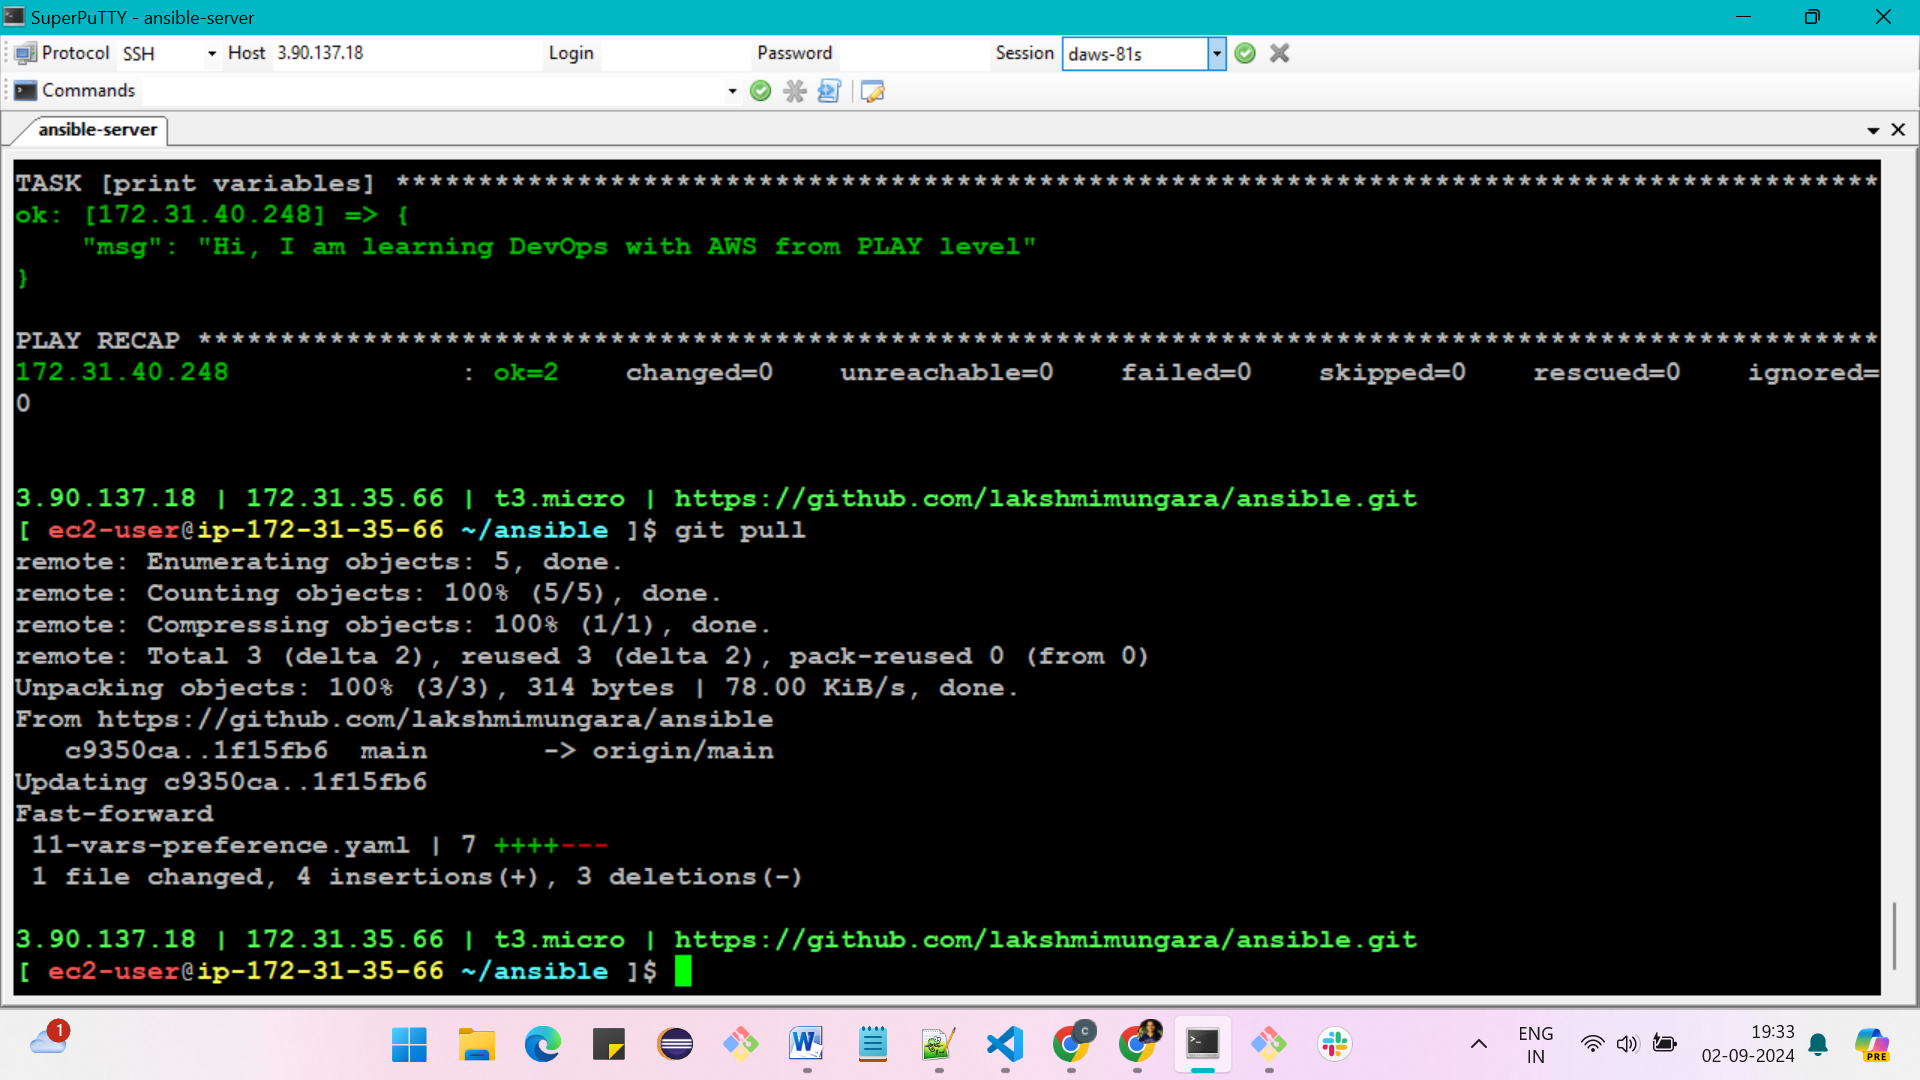 SuperPuTTY - ansible-server
Protocol SSH Host 3.90.137.18 Login Password Session daws-81s
Commands
ansible-server
TASK [print variables] ******************************************************************************************
ok: [172.31.40.248] => {
    "msg": "Hi, I am learning DevOps with AWS from PLAY level"
}
PLAY RECAP ******************************************************************************************************
172.31.40.248              : ok=2    changed=0    unreachable=0    failed=0    skipped=0    rescued=0    ignored=
0
3.90.137.18 | 172.31.35.66 | t3.micro | https://github.com/lakshmimungara/ansible.git
[ ec2-user@ip-172-31-35-66 ~/ansible ]$ git pull
remote: Enumerating objects: 5, done.
remote: Counting objects: 100% (5/5), done.
remote: Compressing objects: 100% (1/1), done.
remote: Total 3 (delta 2), reused 3 (delta 2), pack-reused 0 (from 0)
Unpacking objects: 100% (3/3), 314 bytes | 78.00 KiB/s, done.
From https://github.com/lakshmimungara/ansible
   c9350ca..1f15fb6  main       -> origin/main
Updating c9350ca..1f15fb6
Fast-forward
 11-vars-preference.yaml | 7 ++++---
 1 file changed, 4 insertions(+), 3 deletions(-)
3.90.137.18 | 172.31.35.66 | t3.micro | https://github.com/lakshmimungara/ansible.git
[ ec2-user@ip-172-31-35-66 ~/ansible ]$
1
W
C
ENG
IN
19:33
02-09-2024
PRE